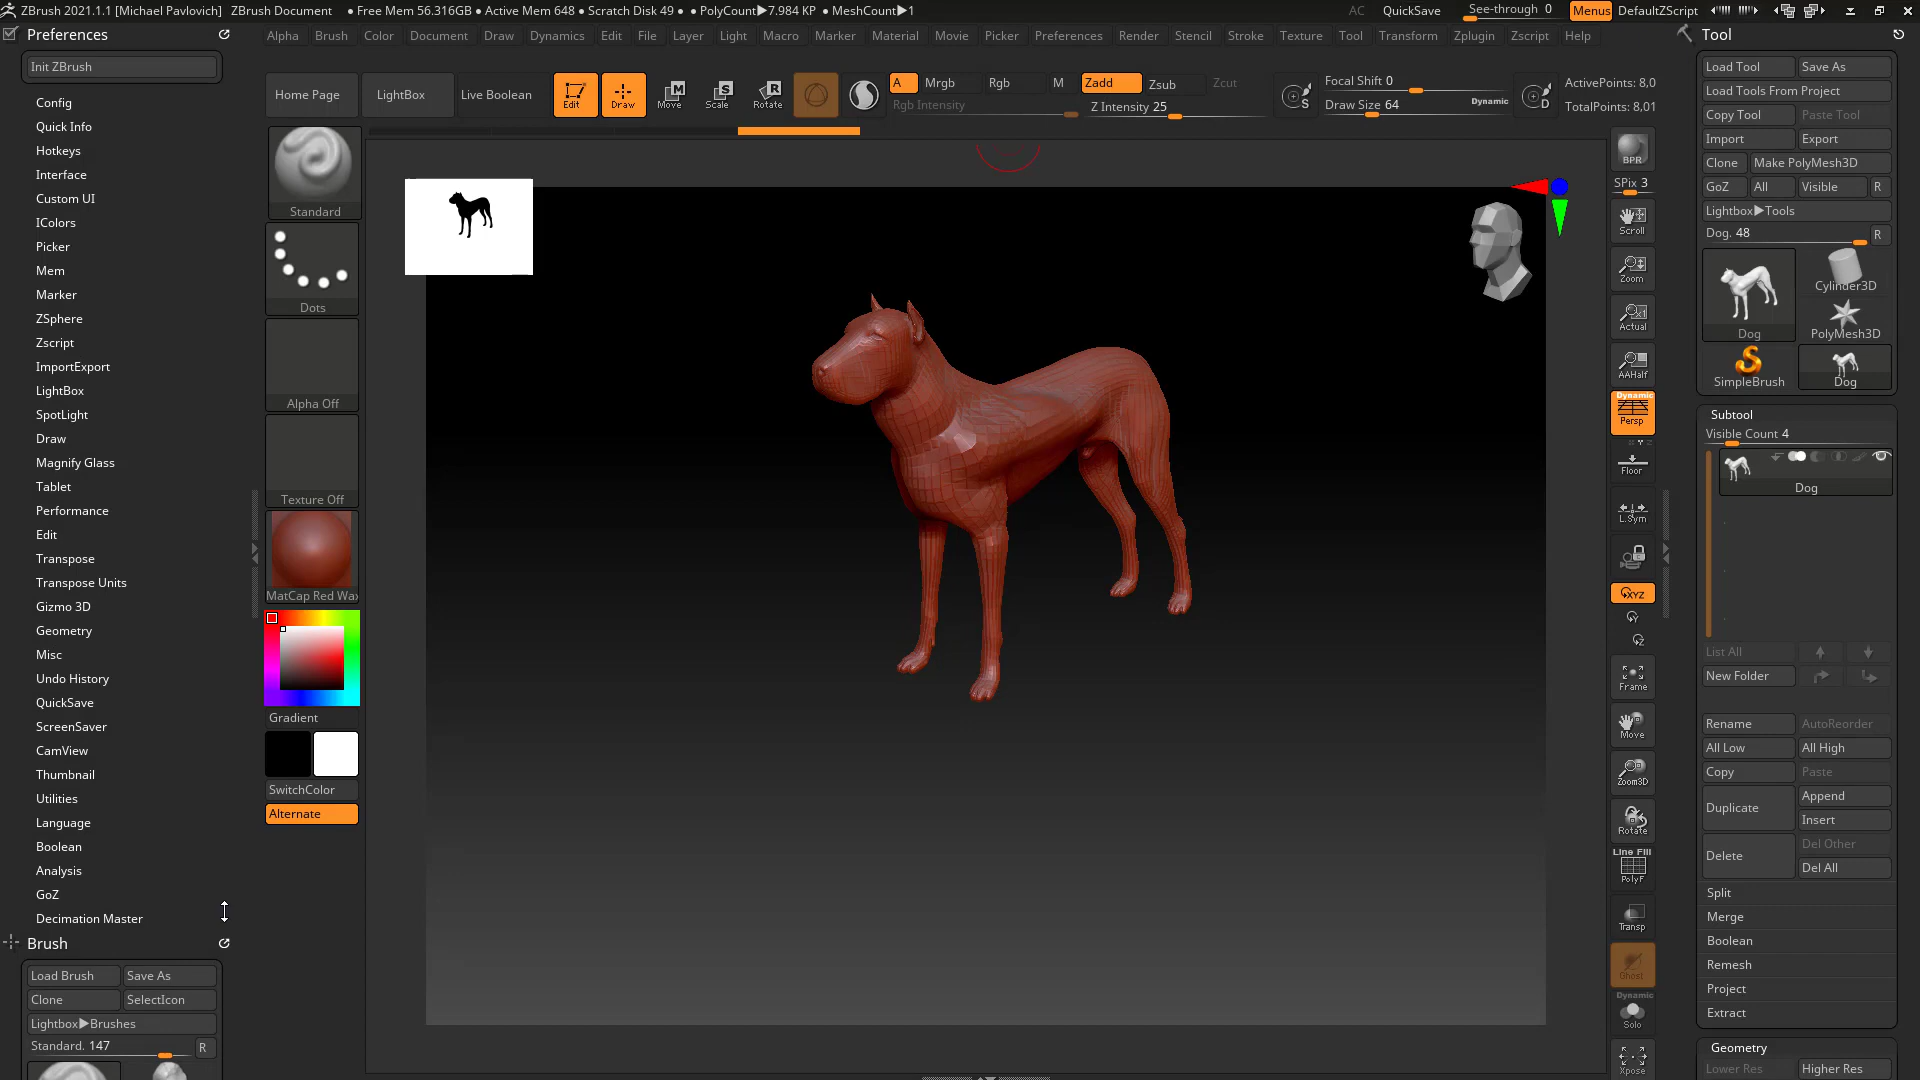 ZBrush 2021.1.1 [Michael Pavlovich] ZBrush Document • Free Mem 56.316GB • Active Mem 648 • Scratch Disk 49 • PolyCount▶7.984 KP • MeshCount▶1 AC QuickSave See-through 0 Menus DefaultZScript
Preferences
Alpha Brush Color Document Draw Dynamics Edit File Layer Light Macro Marker Material Movie Picker Preferences Render Stencil Stroke Texture Tool Transform Zplugin Zscript Help
Tool
Init ZBrush
Config
Quick Info
Hotkeys
Interface
Custom UI
IColors
Picker
Mem
Marker
ZSphere
Zscript
ImportExport
LightBox
SpotLight
Draw
Magnify Glass
Tablet
Performance
Edit
Transpose
Transpose Units
Gizmo 3D
Geometry
Misc
Undo History
QuickSave
ScreenSaver
CamView
Thumbnail
Utilities
Language
Boolean
Analysis
GoZ
Decimation Master
Brush
Load Brush Save As
Clone SelectIcon
Lightbox▶Brushes
Standard. 147 R
Home Page LightBox Live Boolean Edit Draw Move Scale Rotate
A Mrgb Rgb M Zadd Zsub Zcut
Rgb Intensity Z Intensity 25
S Focal Shift 0
Draw Size 64 Dynamic
D ActivePoints: 8,0
TotalPoints: 8,01
Standard
Dots
Alpha Off
Texture Off
MatCap Red Wax
Gradient
SwitchColor
Alternate
BPR
SPix 3
Scroll
Zoom
Actual
AAHalf
Dynamic
Persp
Floor
L.Sym
XYZ
Y
Z
Frame
Move
Zoom3D
Rotate
Line Fill
PolyF
Transp
Ghost
Dynamic
Solo
Xpose
Load Tool Save As
Load Tools From Project
Copy Tool Paste Tool
Import Export
Clone Make PolyMesh3D
GoZ All Visible R
Lightbox▶Tools
Dog. 48 R
Dog Cylinder3D
PolyMesh3D
SimpleBrush Dog
Subtool
Visible Count 4
Dog
List All
New Folder
Rename AutoReorder
All Low All High
Copy Paste
Duplicate Append
Insert
Delete Del Other
Del All
Split
Merge
Boolean
Remesh
Project
Extract
Geometry
Lower Res Higher Res